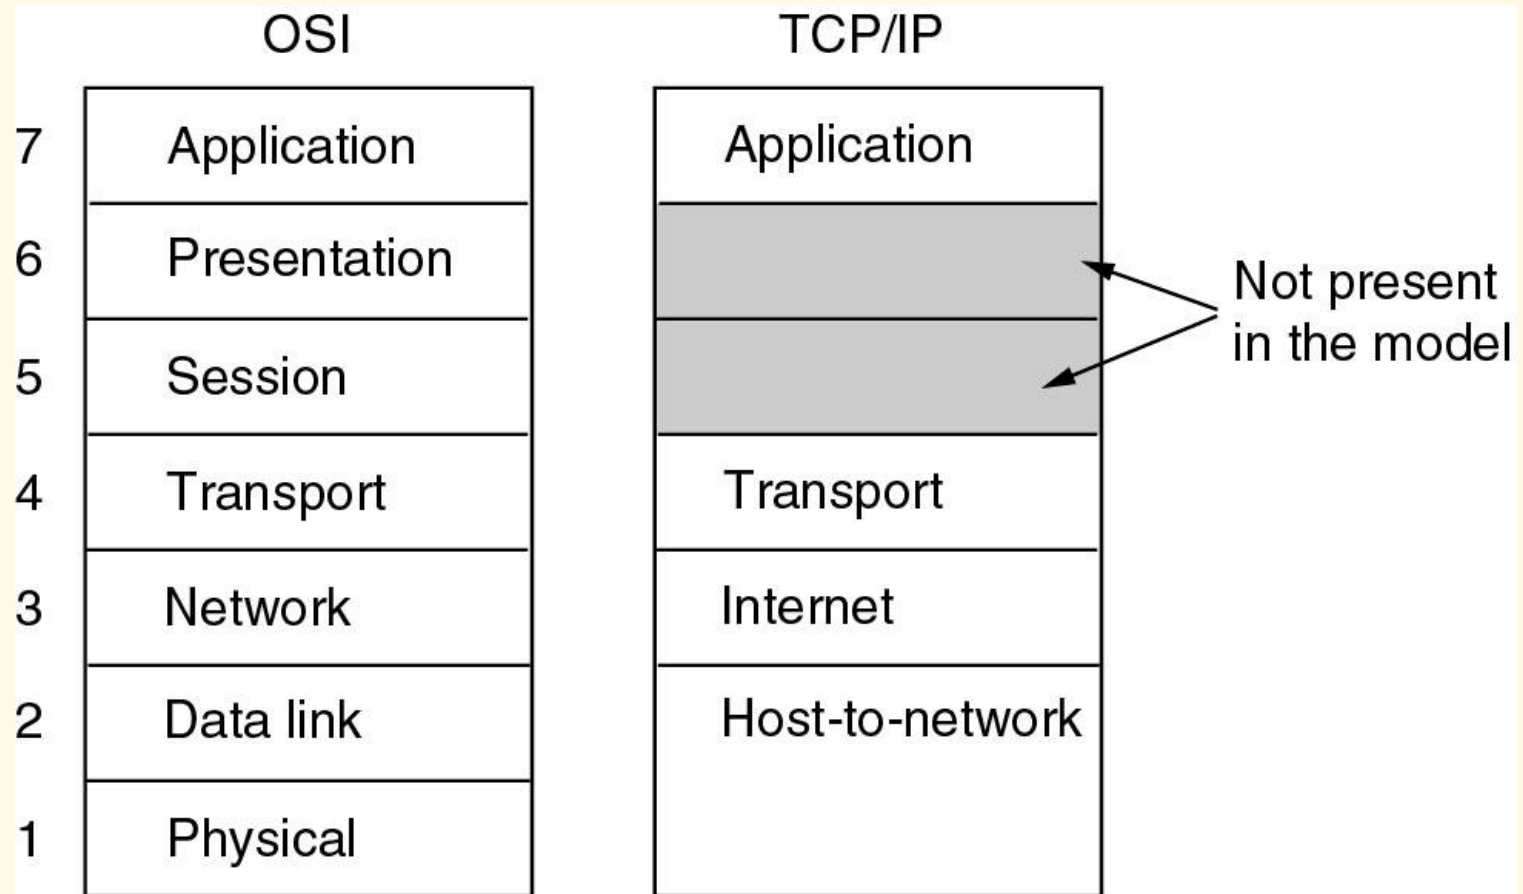 OSI TCP/IP
7 Application Application
6 Presentation
Not present
in the model
5 Session
4 Transport Transport
3 Network Internet
2 Data link Host-to-network
1 Physical